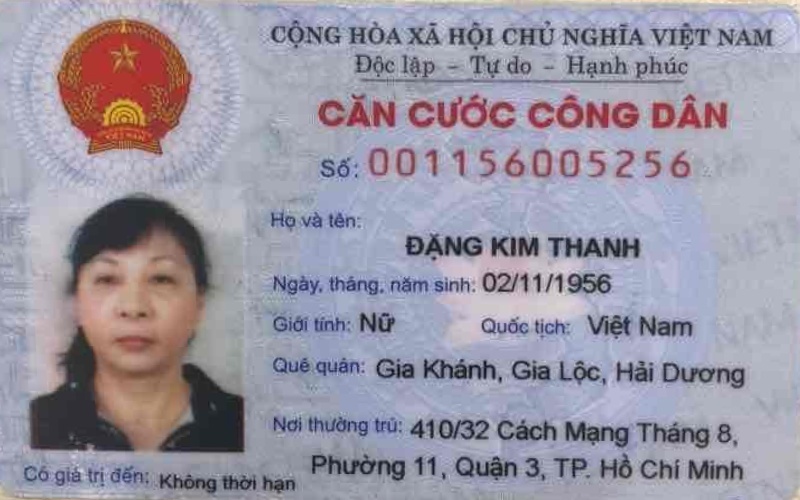 CỘNG HÒA XÃ HỘI CHỦ NGHĨA VIỆT NAM
Độc lập – Tự do – Hạnh phúc
CĂN CƯỚC CÔNG DÂN
Số: 001156005256
Họ và tên:
ĐẶNG KIM THANH
Ngày, tháng, năm sinh: 02/11/1956
Giới tính: Nữ Quốc tịch: Việt Nam
Quê quán: Gia Khánh, Gia Lộc, Hải Dương
Nơi thường trú: 410/32 Cách Mạng Tháng 8,
Phường 11, Quận 3, TP. Hồ Chí Minh
Có giá trị đến: Không thời hạn